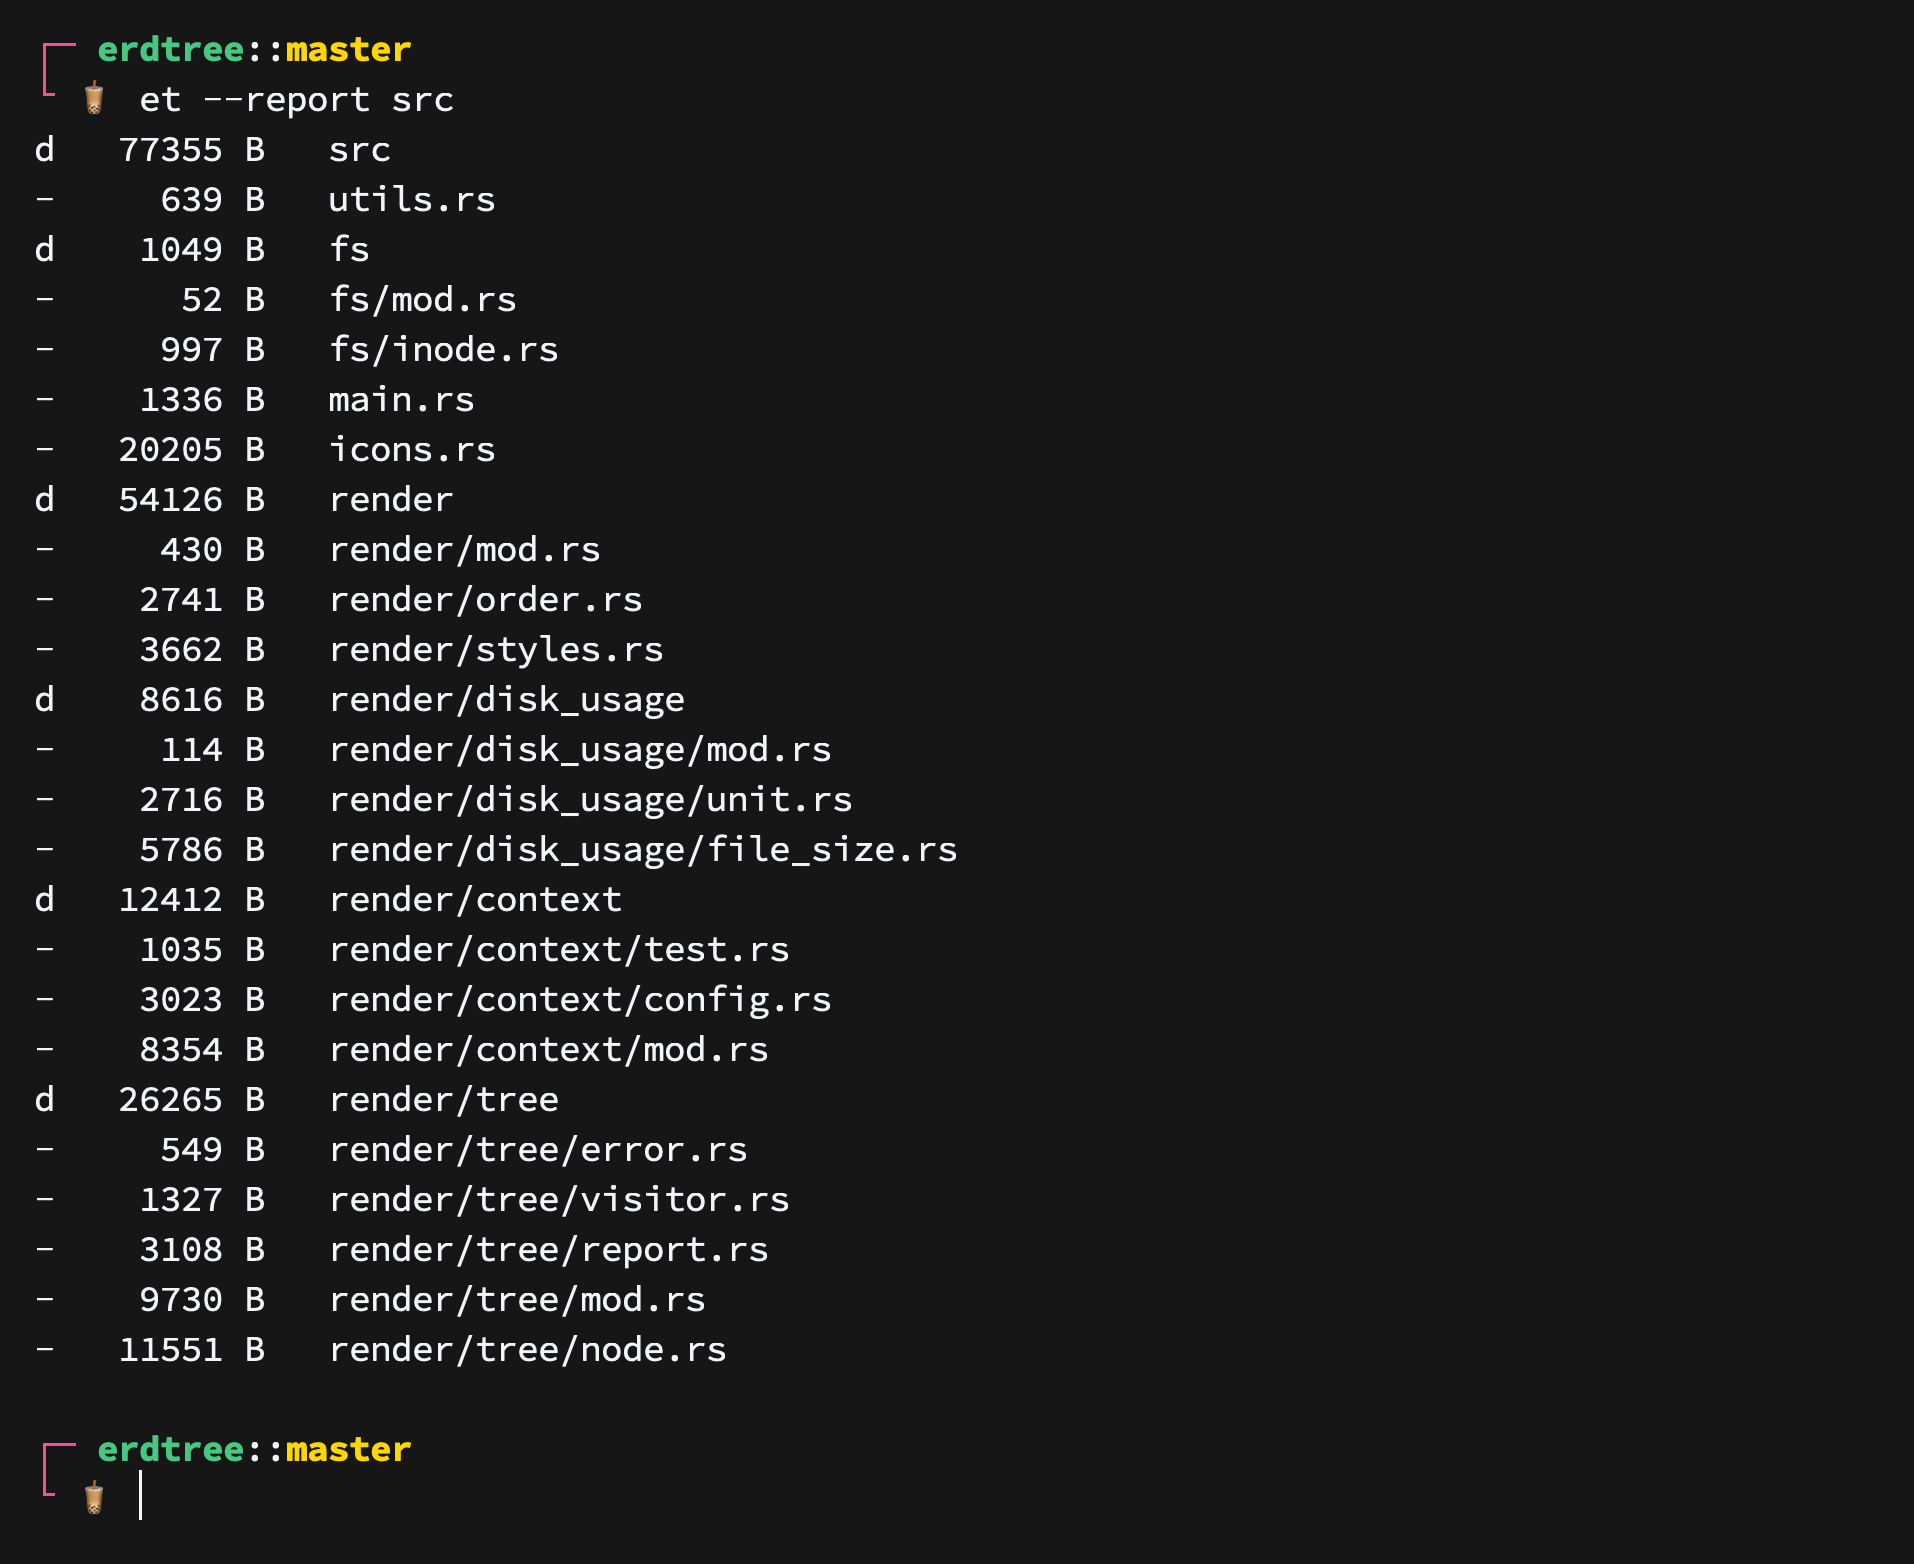 erdtree::master
et --report src
d   77355 B   src
-     639 B   utils.rs
d    1049 B   fs
-      52 B   fs/mod.rs
-     997 B   fs/inode.rs
-    1336 B   main.rs
-   20205 B   icons.rs
d   54126 B   render
-     430 B   render/mod.rs
-    2741 B   render/order.rs
-    3662 B   render/styles.rs
d    8616 B   render/disk_usage
-     114 B   render/disk_usage/mod.rs
-    2716 B   render/disk_usage/unit.rs
-    5786 B   render/disk_usage/file_size.rs
d   12412 B   render/context
-    1035 B   render/context/test.rs
-    3023 B   render/context/config.rs
-    8354 B   render/context/mod.rs
d   26265 B   render/tree
-     549 B   render/tree/error.rs
-    1327 B   render/tree/visitor.rs
-    3108 B   render/tree/report.rs
-    9730 B   render/tree/mod.rs
-   11551 B   render/tree/node.rs
erdtree::master